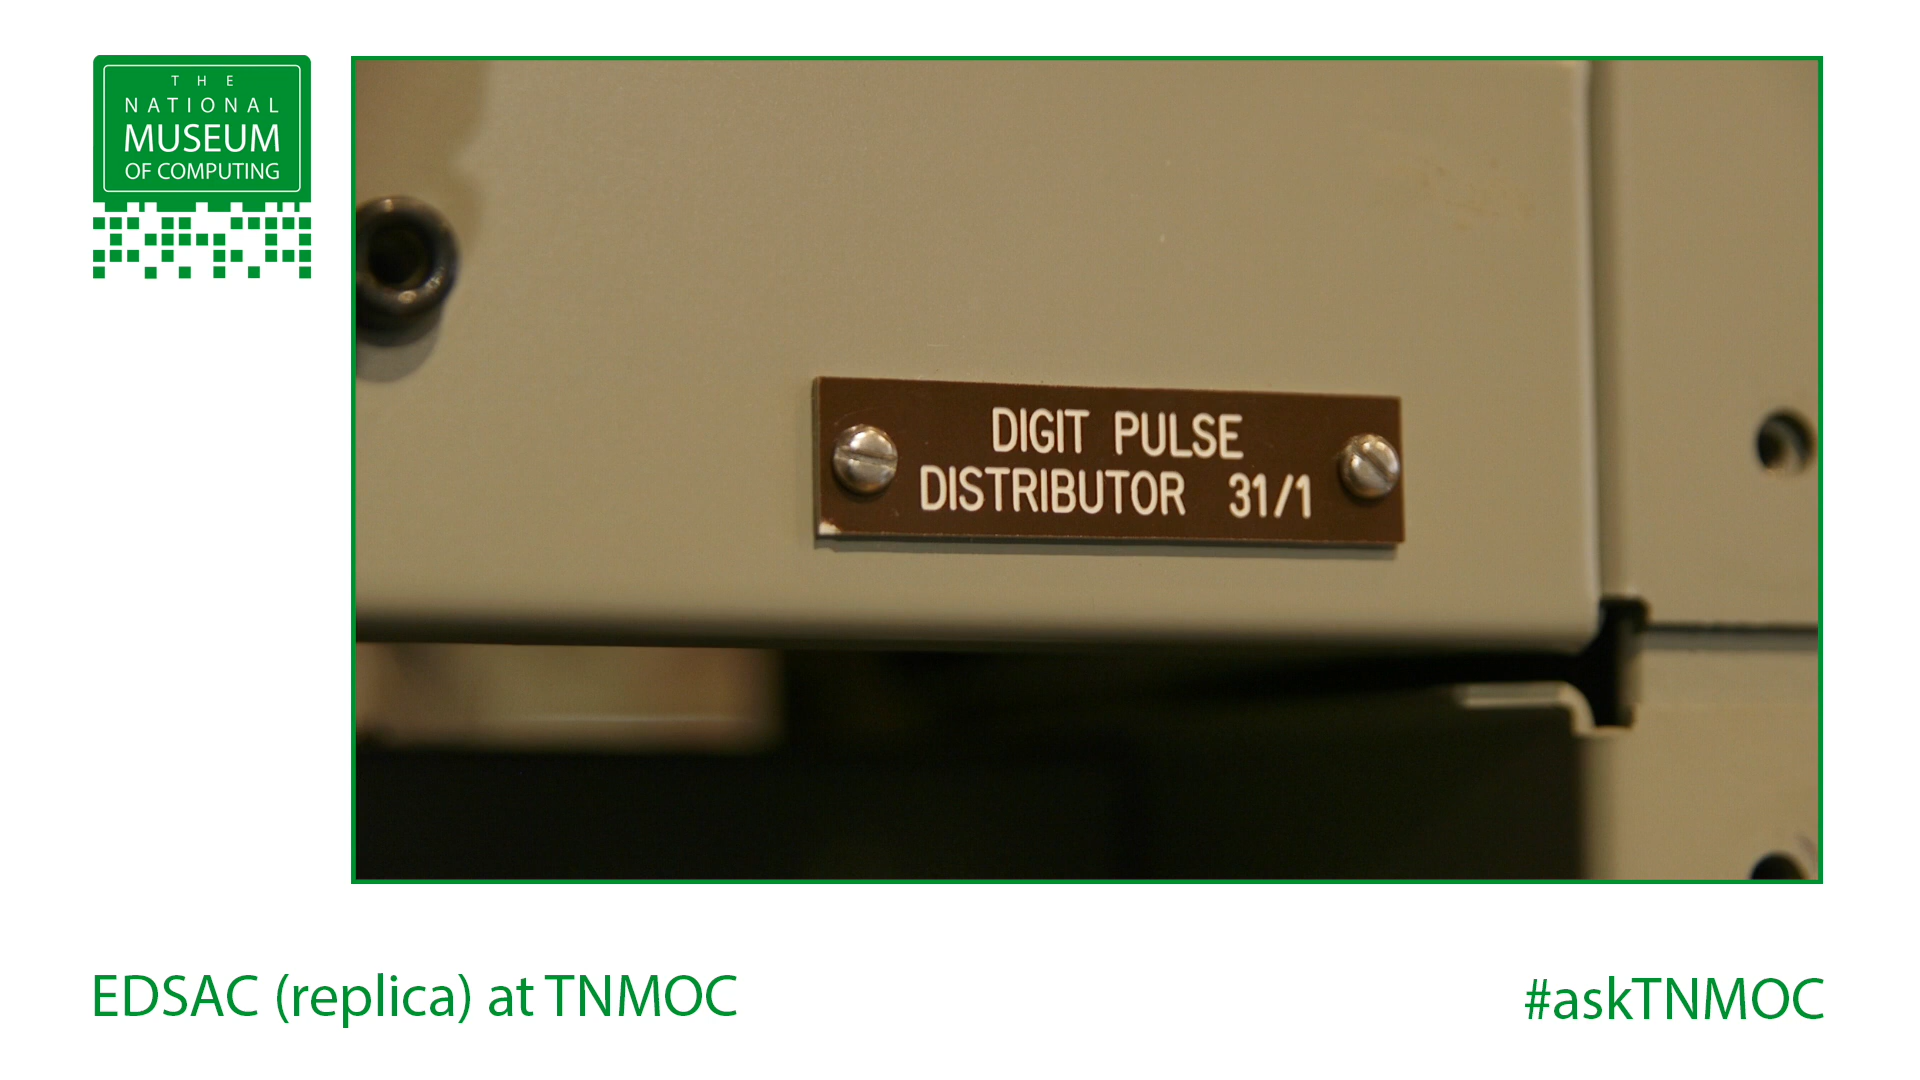 THE
NATIONAL
MUSEUM
OF COMPUTING
DIGIT PULSE
DISTRIBUTOR 31/1
EDSAC (replica) at TNMOC
#askTNMOC